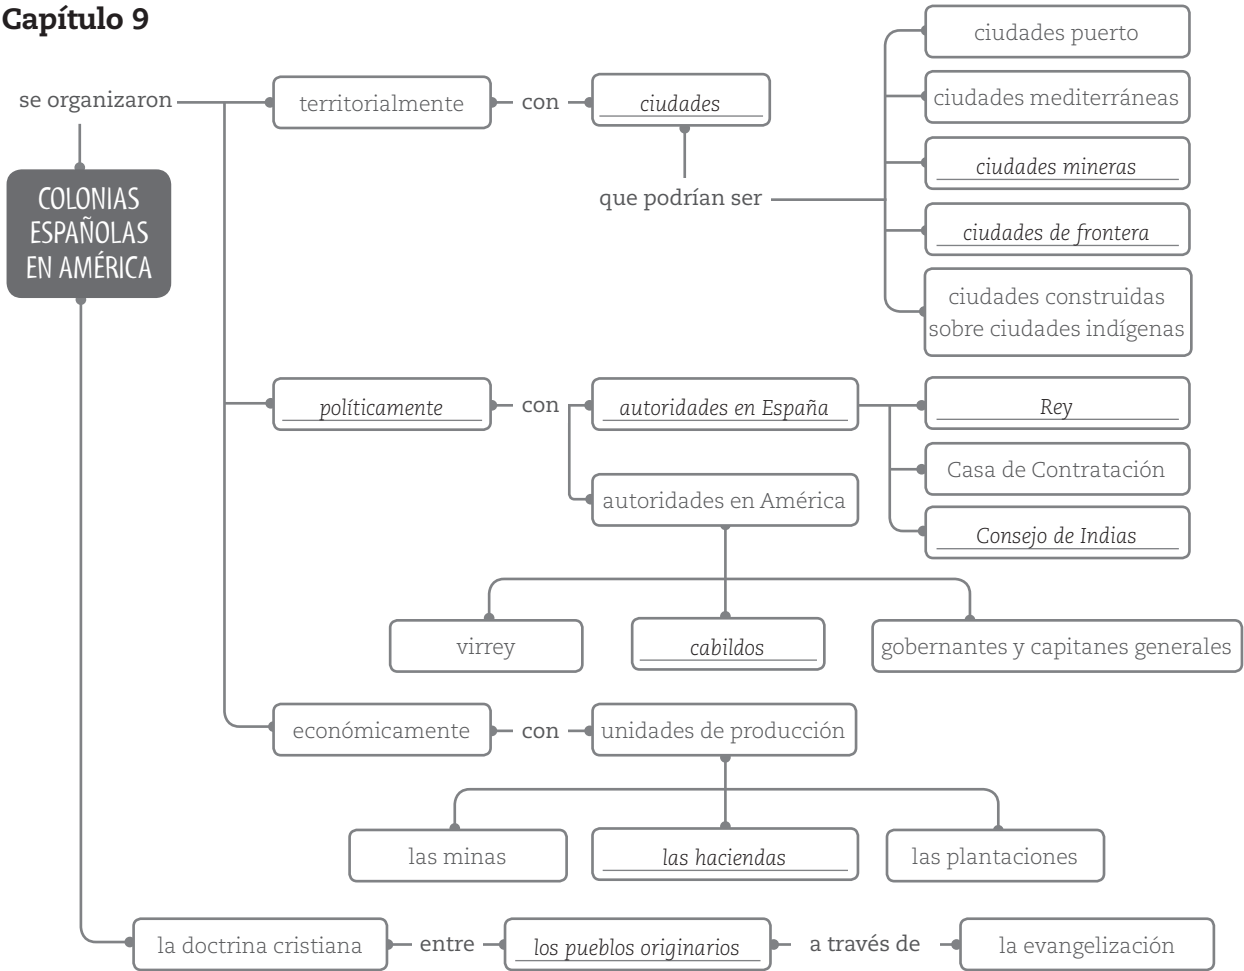 Capítulo 9
se organizaron
COLONIAS
ESPAÑOLAS
EN AMÉRICA
territorialmente
con
ciudades
que podrían ser
ciudades puerto
ciudades mediterráneas
ciudades mineras
ciudades de frontera
ciudades construidas
sobre ciudades indígenas
políticamente
con
autoridades en España
Rey
Casa de Contratación
Consejo de Indias
autoridades en América
virrey
cabildos
gobernantes y capitanes generales
económicamente
con
unidades de producción
las minas
las haciendas
las plantaciones
la doctrina cristiana
entre
los pueblos originarios
a través de
la evangelización